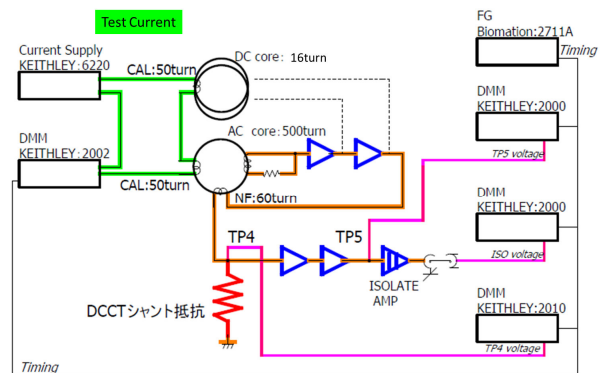 Test Current
FG
Biomation:2711A
Timing
Current Supply
KEITHLEY:6220
CAL:50turn
DC core: 16turn
DMM
KEITHLEY:2000
TP5 voltage
DMM
KEITHLEY:2002
AC core:500turn
CAL:50turn
NF:60turn
DMM
KEITHLEY:2000
ISO voltage
TP4
TP5
ISOLATE
AMP
DCCTシャント抵抗
DMM
KEITHLEY:2010
TP4 voltage
Timing